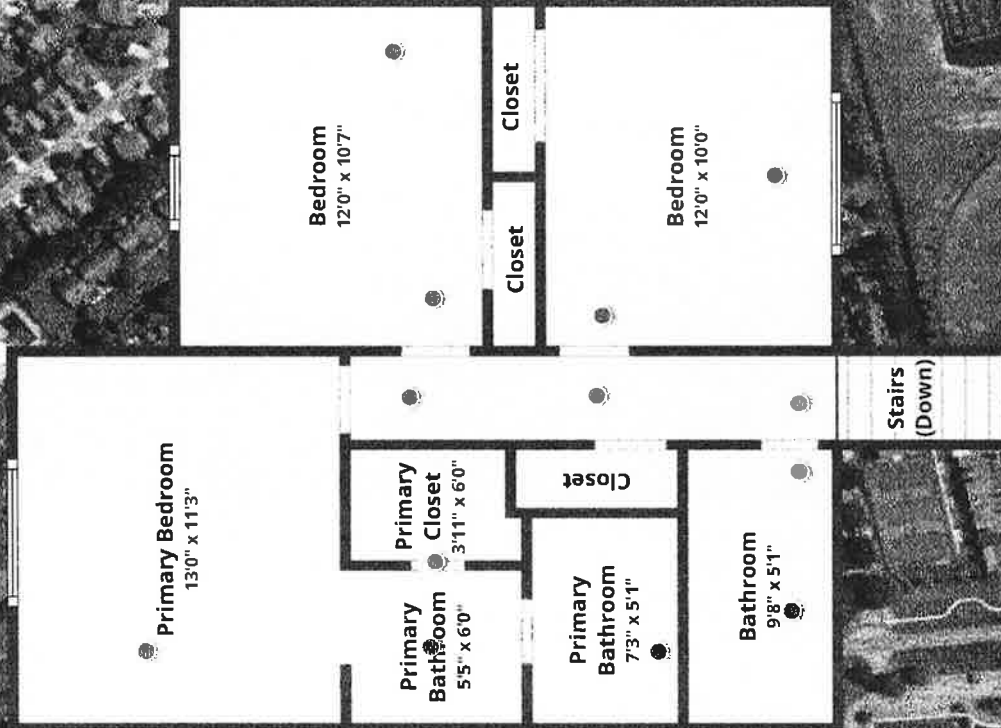 Bedroom
12'0" x 10'7"
Closet
Closet
Bedroom
12'0" x 10'0"
Primary Bedroom
13'0" x 11'3"
Primary
Closet
3'11" x 6'0"
Closet
Stairs
(Down)
Primary
Bathroom
5'5" x 6'0"
Primary
Bathroom
7'3" x 5'1"
Bathroom
9'8" x 5'1"